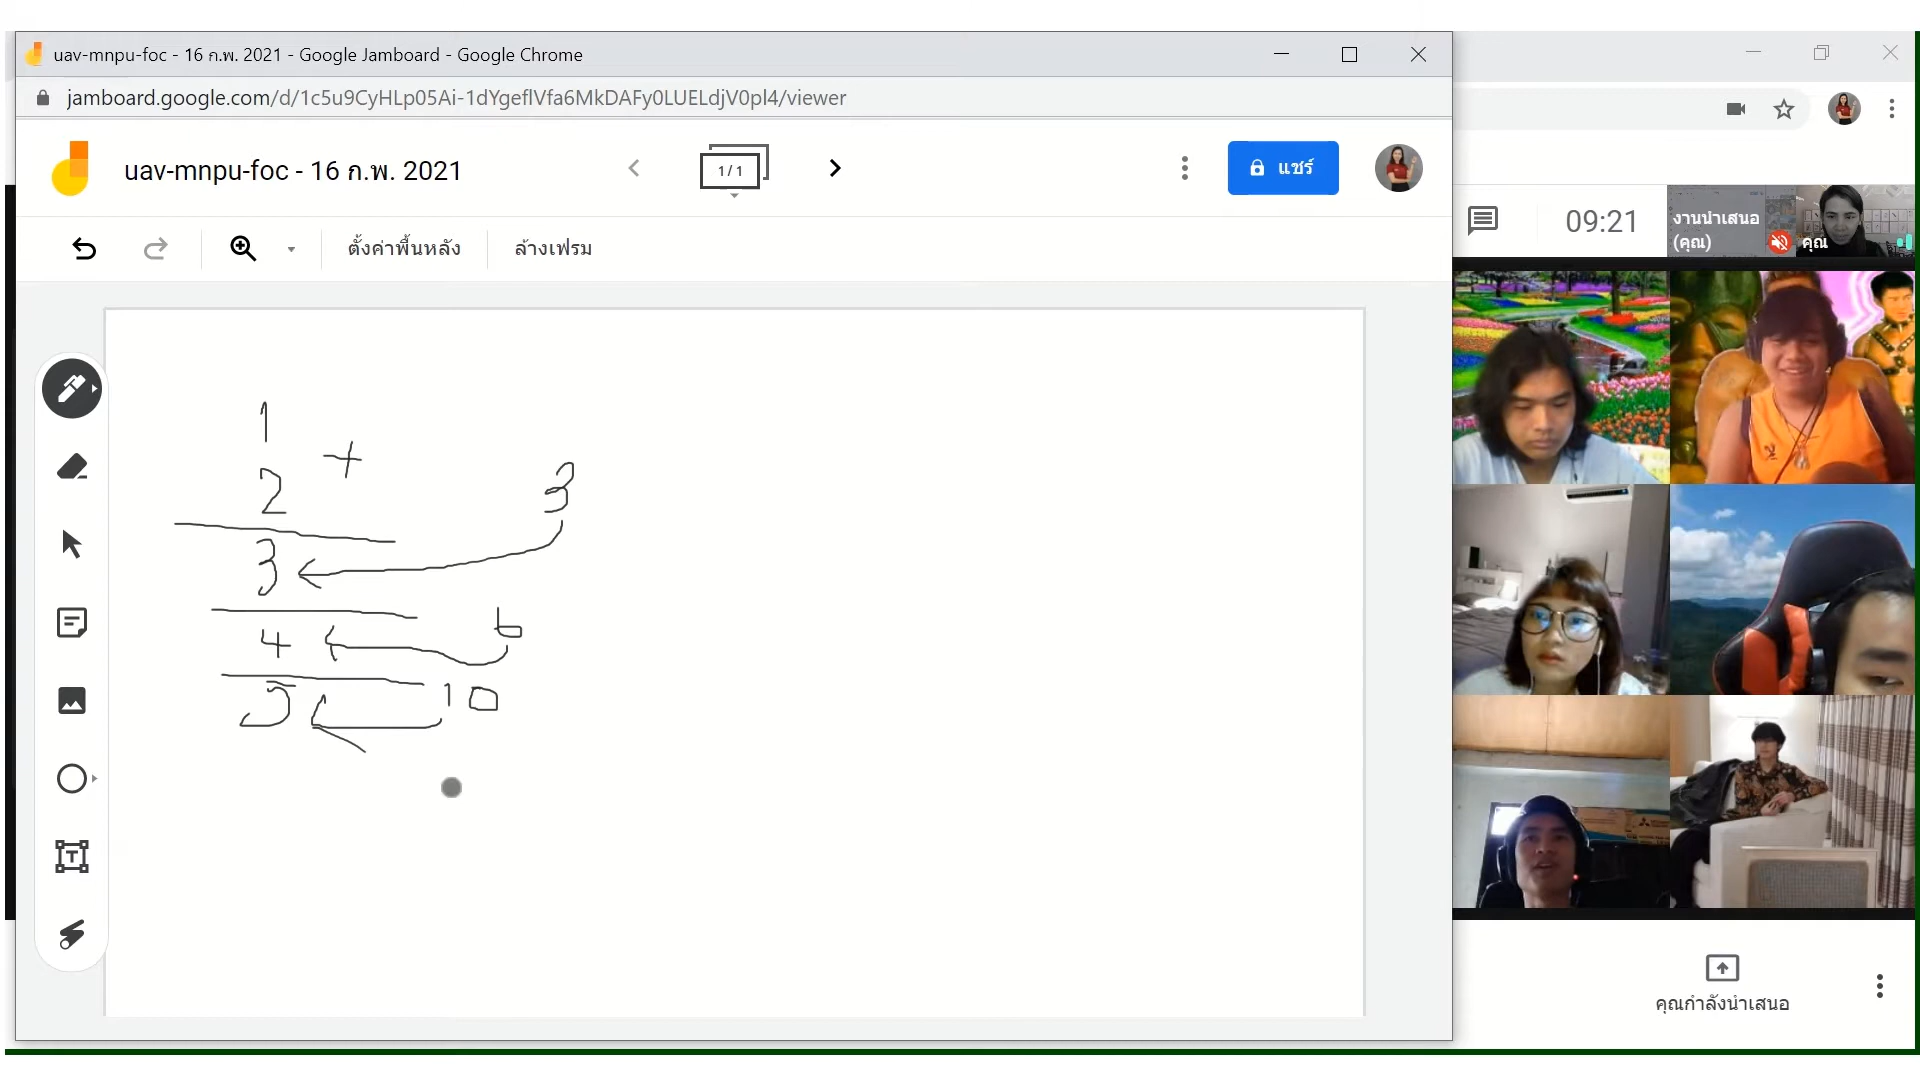 uav-mnpu-foc - 16 ก.พ. 2021 - Google Jamboard - Google Chrome
jamboard.google.com/d/1c5u9CyHLp05Ai-1dYgeflVfa6MkDAFy0LUELdjV0pI4/viewer
uav-mnpu-foc - 16 ก.พ. 2021
1/1
แชร์
ตั้งค่าพื้นหลัง
ล้างเฟรม
09:21
งานนำเสนอ
(คุณ)
คุณ
1
+
2
3
3
6
4
5
10
คุณกำลังนำเสนอ